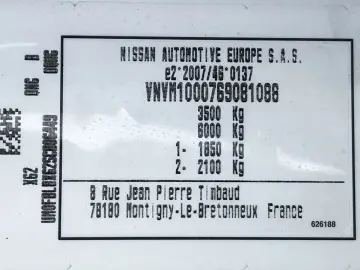 NISSAN AUTOMOTIVE EUROPE S.A.S.
e2*2007/46*0137
VNVM1000769081088
3500 Kg
6000 Kg
1- 1850 Kg
2- 2100 Kg
8 Rue Jean Pierre Timbaud
78180 Montigny-Le-Bretonneux France
626188
X62